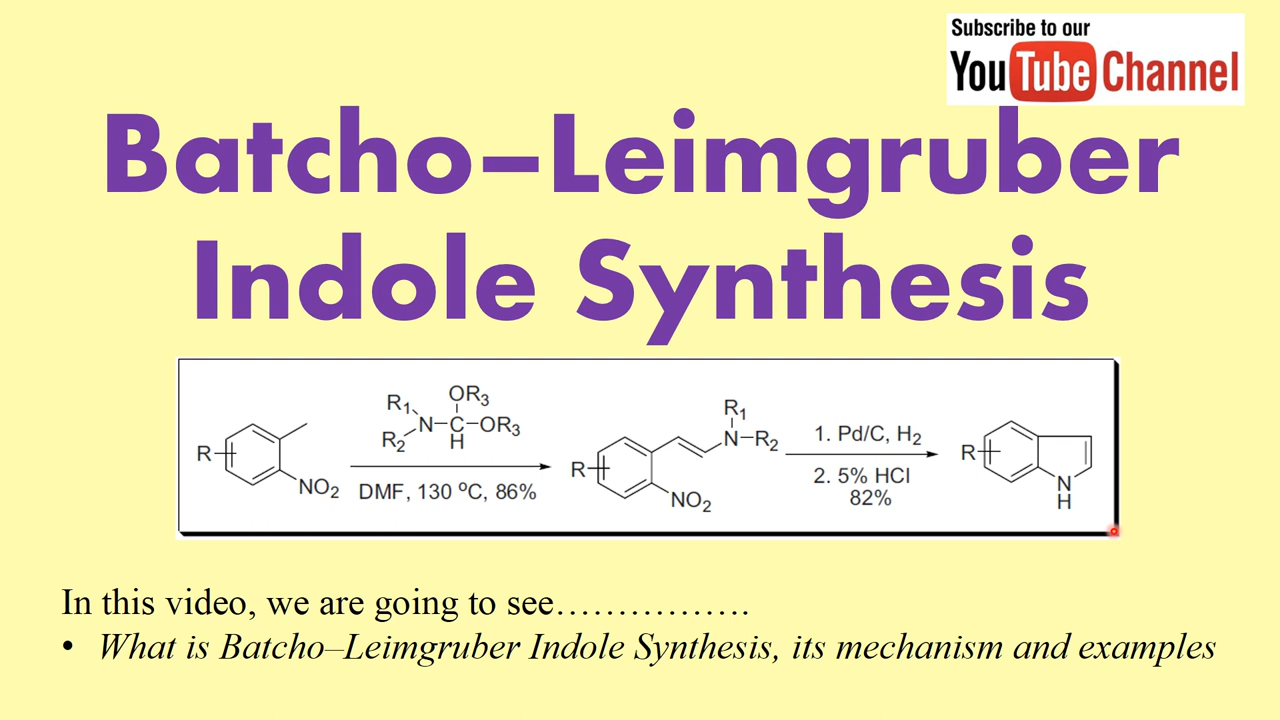 Subscribe to our
YouTube Channel
Batcho–Leimgruber
Indole Synthesis
R
NO2
R1
R2
N
C
H
OR3
OR3
DMF, 130 ºC, 86%
R
NO2
R1
N
R2
1. Pd/C, H2
2. 5% HCl
82%
R
N
H
In this video, we are going to see…………….
• What is Batcho–Leimgruber Indole Synthesis, its mechanism and examples